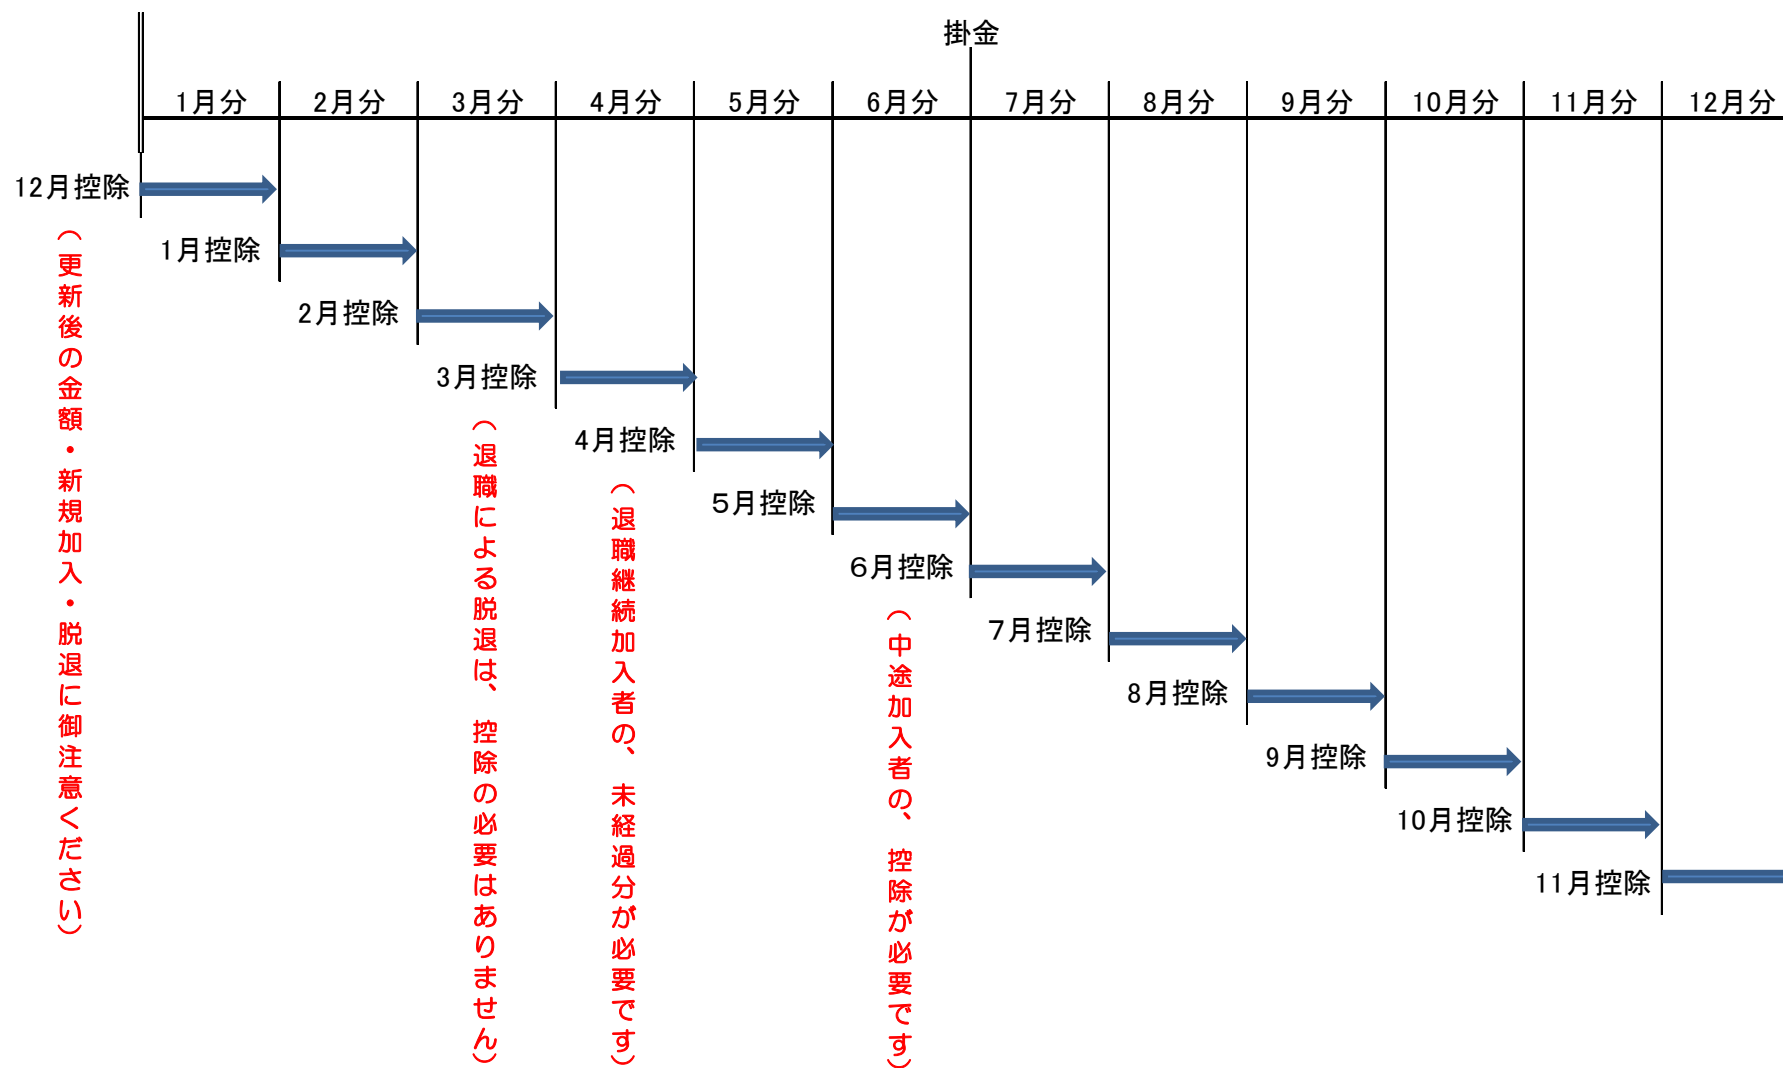 掛金
1月分
2月分
3月分
4月分
5月分
6月分
7月分
8月分
9月分
10月分
11月分
12月分
12月控除
(更新後の金額・新規加入・脱退に御注意ください)
1月控除
2月控除
3月控除
(退職による脱退は、控除の必要はありません)
4月控除
(退職継続加入者の、未経過分が必要です)
5月控除
6月控除
(中途加入者の、控除が必要です)
7月控除
8月控除
9月控除
10月控除
11月控除